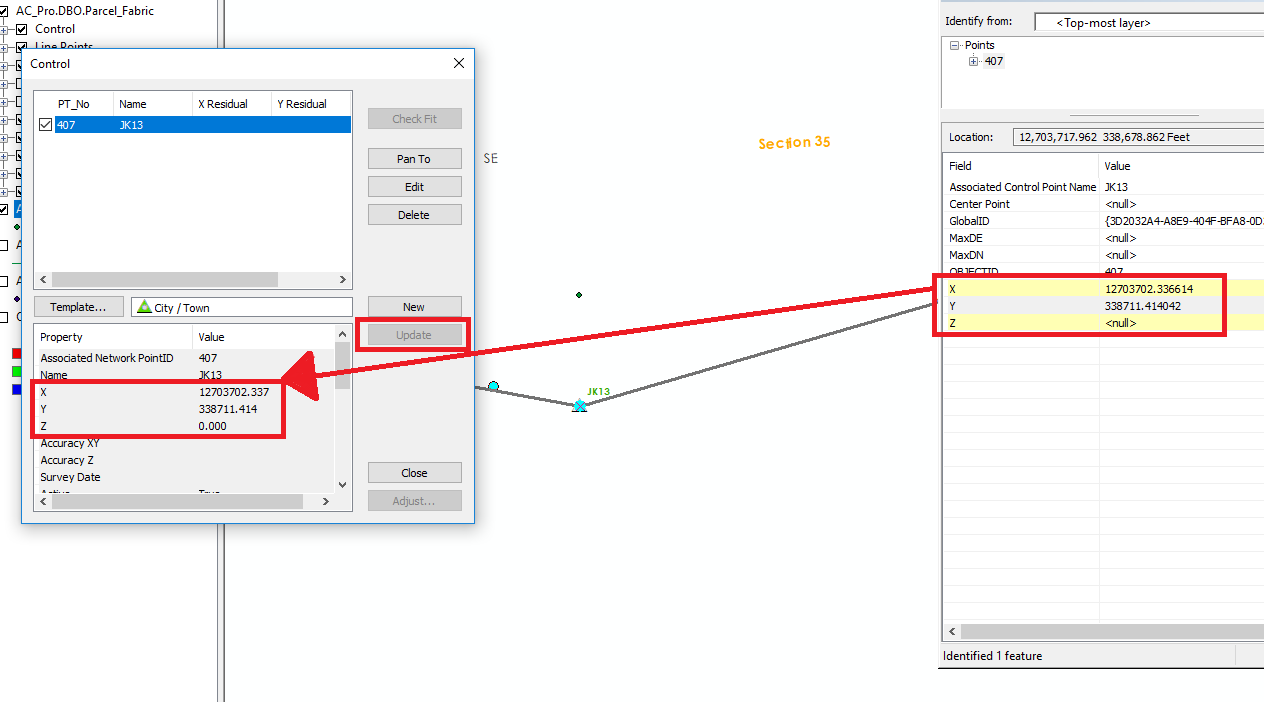 AC_Pro.DBO.Parcel_Fabric
Control
Line Points
Control
PT_No Name X Residual Y Residual
407 JK13
Check Fit
Pan To
Edit
Delete
Template... City / Town
New
Update
Property Value
Associated Network PointID 407
Name JK13
X 12703702.337
Y 338711.414
Z 0.000
Accuracy XY
Accuracy Z
Survey Date
Active True
Close
Adjust...
SE
Section 35
JK13
Identify from: <Top-most layer>
Points
407
Location: 12,703,717.962 338,678.862 Feet
Field Value
Associated Control Point Name JK13
Center Point <null>
GlobalID {3D2032A4-A8E9-404F-BFA8-0D
MaxDE <null>
MaxDN <null>
OBJECTID 407
X 12703702.336614
Y 338711.414042
Z <null>
Identified 1 feature